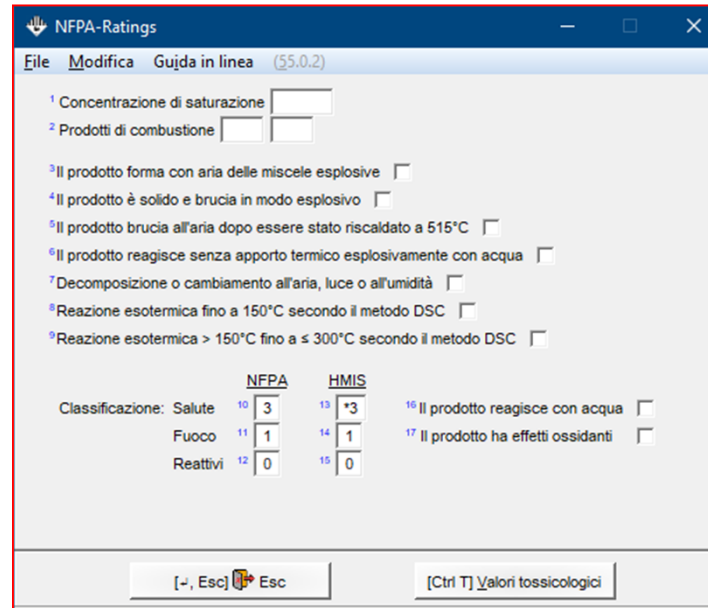 NFPA-Ratings
File Modifica Guida in linea (55.0.2)
1 Concentrazione di saturazione
2 Prodotti di combustione
3 Il prodotto forma con aria delle miscele esplosive
4 Il prodotto è solido e brucia in modo esplosivo
5 Il prodotto brucia all'aria dopo essere stato riscaldato a 515°C
6 Il prodotto reagisce senza apporto termico esplosivamente con acqua
7 Decomposizione o cambiamento all'aria, luce o all'umidità
8 Reazione esotermica fino a 150°C secondo il metodo DSC
9 Reazione esotermica > 150°C fino a ≤ 300°C secondo il metodo DSC
NFPA HMIS
Classificazione: Salute 10 3 13 *3 16 Il prodotto reagisce con acqua
Fuoco 11 1 14 1 17 Il prodotto ha effetti ossidanti
Reattivi 12 0 15 0
[↵, Esc] Esc [Ctrl T] Valori tossicologici